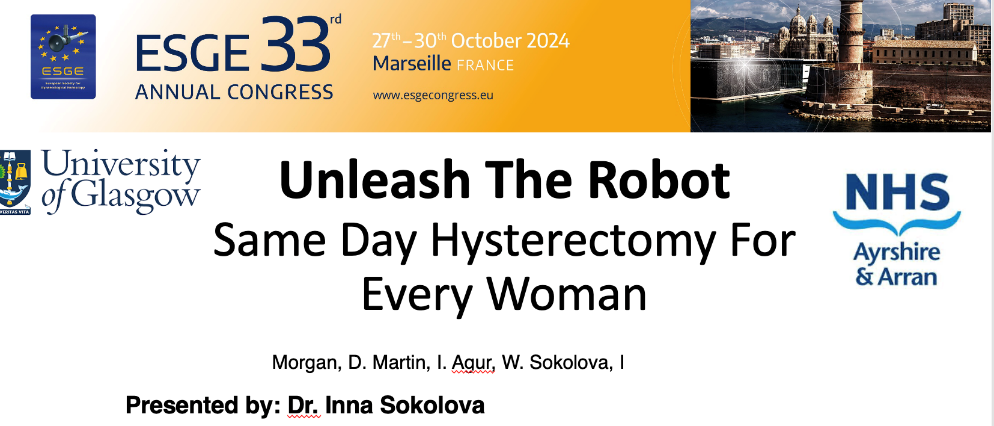 ESGE
ESGE 33rd
ANNUAL CONGRESS
27th–30th October 2024
Marseille FRANCE
www.esgecongress.eu
University
of Glasgow
VERITAS VITA
Unleash The Robot
Same Day Hysterectomy For
Every Woman
NHS
Ayrshire
& Arran
Morgan, D. Martin, I. Agur, W. Sokolova, I
Presented by: Dr. Inna Sokolova